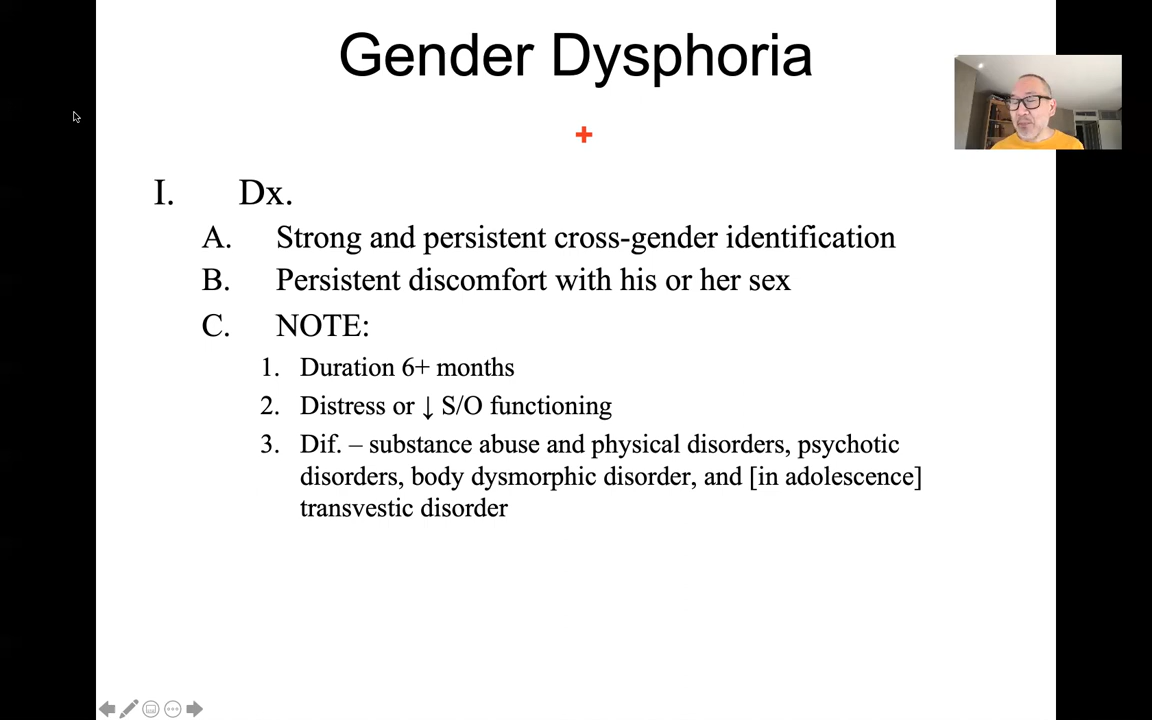 Gender Dysphoria
I. Dx.
A. Strong and persistent cross-gender identification
B. Persistent discomfort with his or her sex
C. NOTE:
1. Duration 6+ months
2. Distress or ↓ S/O functioning
3. Dif. – substance abuse and physical disorders, psychotic
disorders, body dysmorphic disorder, and [in adolescence]
transvestic disorder